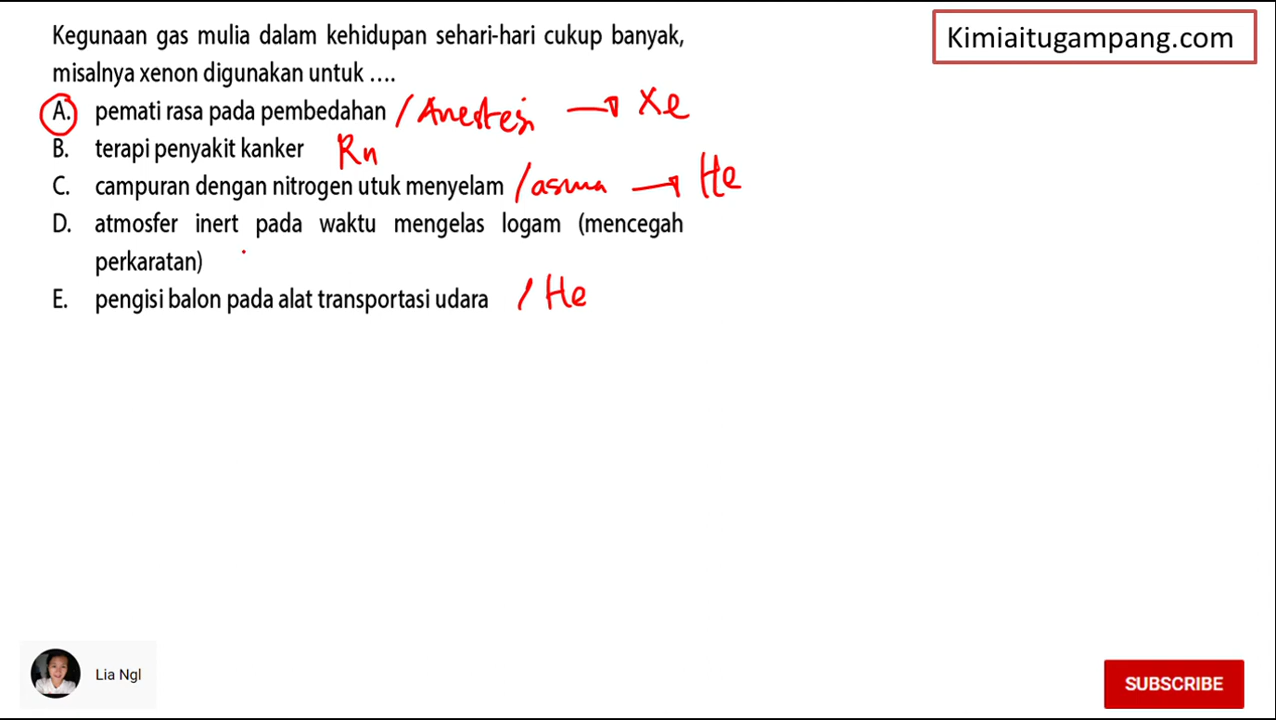 Kegunaan gas mulia dalam kehidupan sehari-hari cukup banyak,
misalnya xenon digunakan untuk ....
A. pemati rasa pada pembedahan / Anestesi → Xe
B. terapi penyakit kanker Rn
C. campuran dengan nitrogen utuk menyelam / asma → He
D. atmosfer inert pada waktu mengelas logam (mencegah
perkaratan)
E. pengisi balon pada alat transportasi udara / He
Kimiaitugampang.com
Lia Ngl
SUBSCRIBE